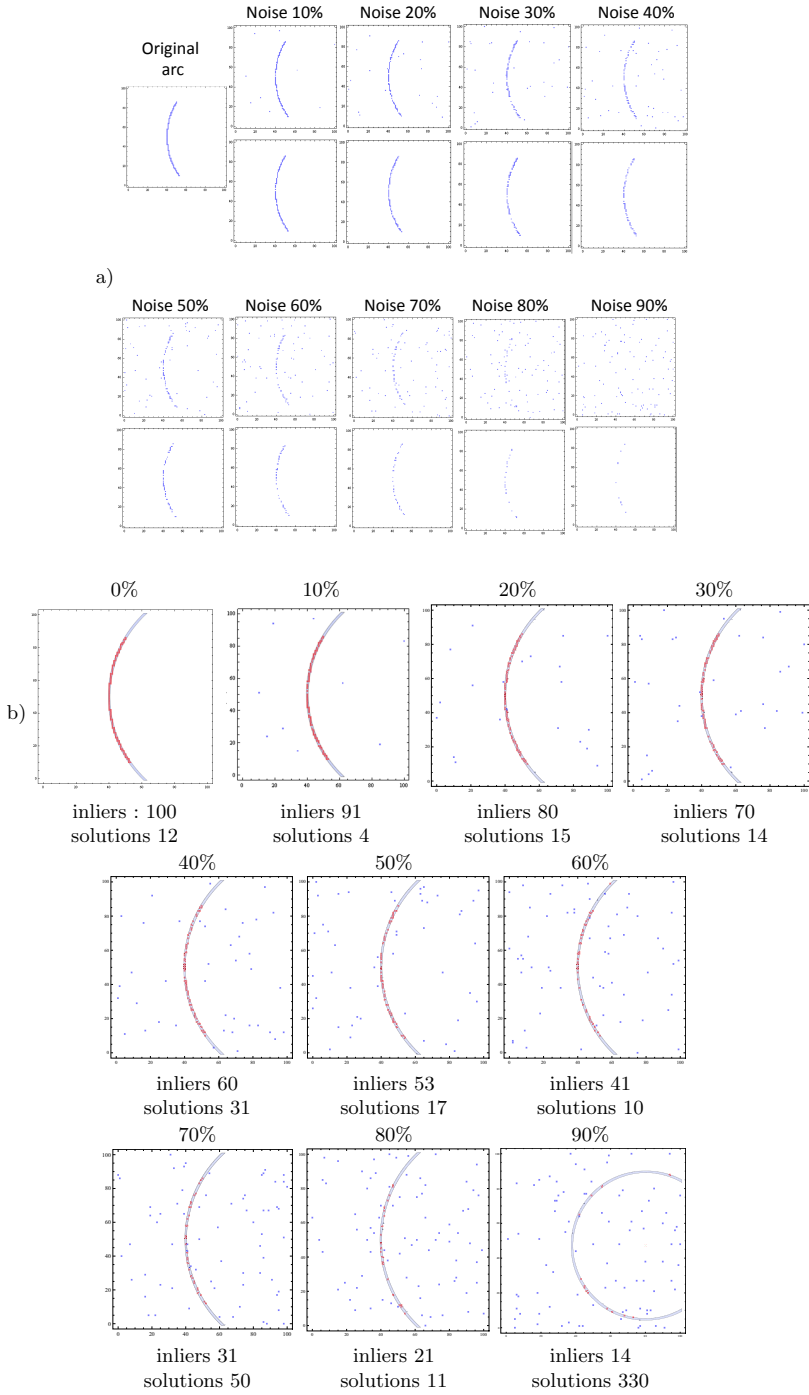 Noise 10% Noise 20% Noise 30% Noise 40%
Original
arc
a)
Noise 50% Noise 60% Noise 70% Noise 80% Noise 90%
0% 10% 20% 30%
b)
inliers : 100 inliers 91 inliers 80 inliers 70
solutions 12 solutions 4 solutions 15 solutions 14
40% 50% 60%
inliers 60 inliers 53 inliers 41
solutions 31 solutions 17 solutions 10
70% 80% 90%
inliers 31 inliers 21 inliers 14
solutions 50 solutions 11 solutions 330